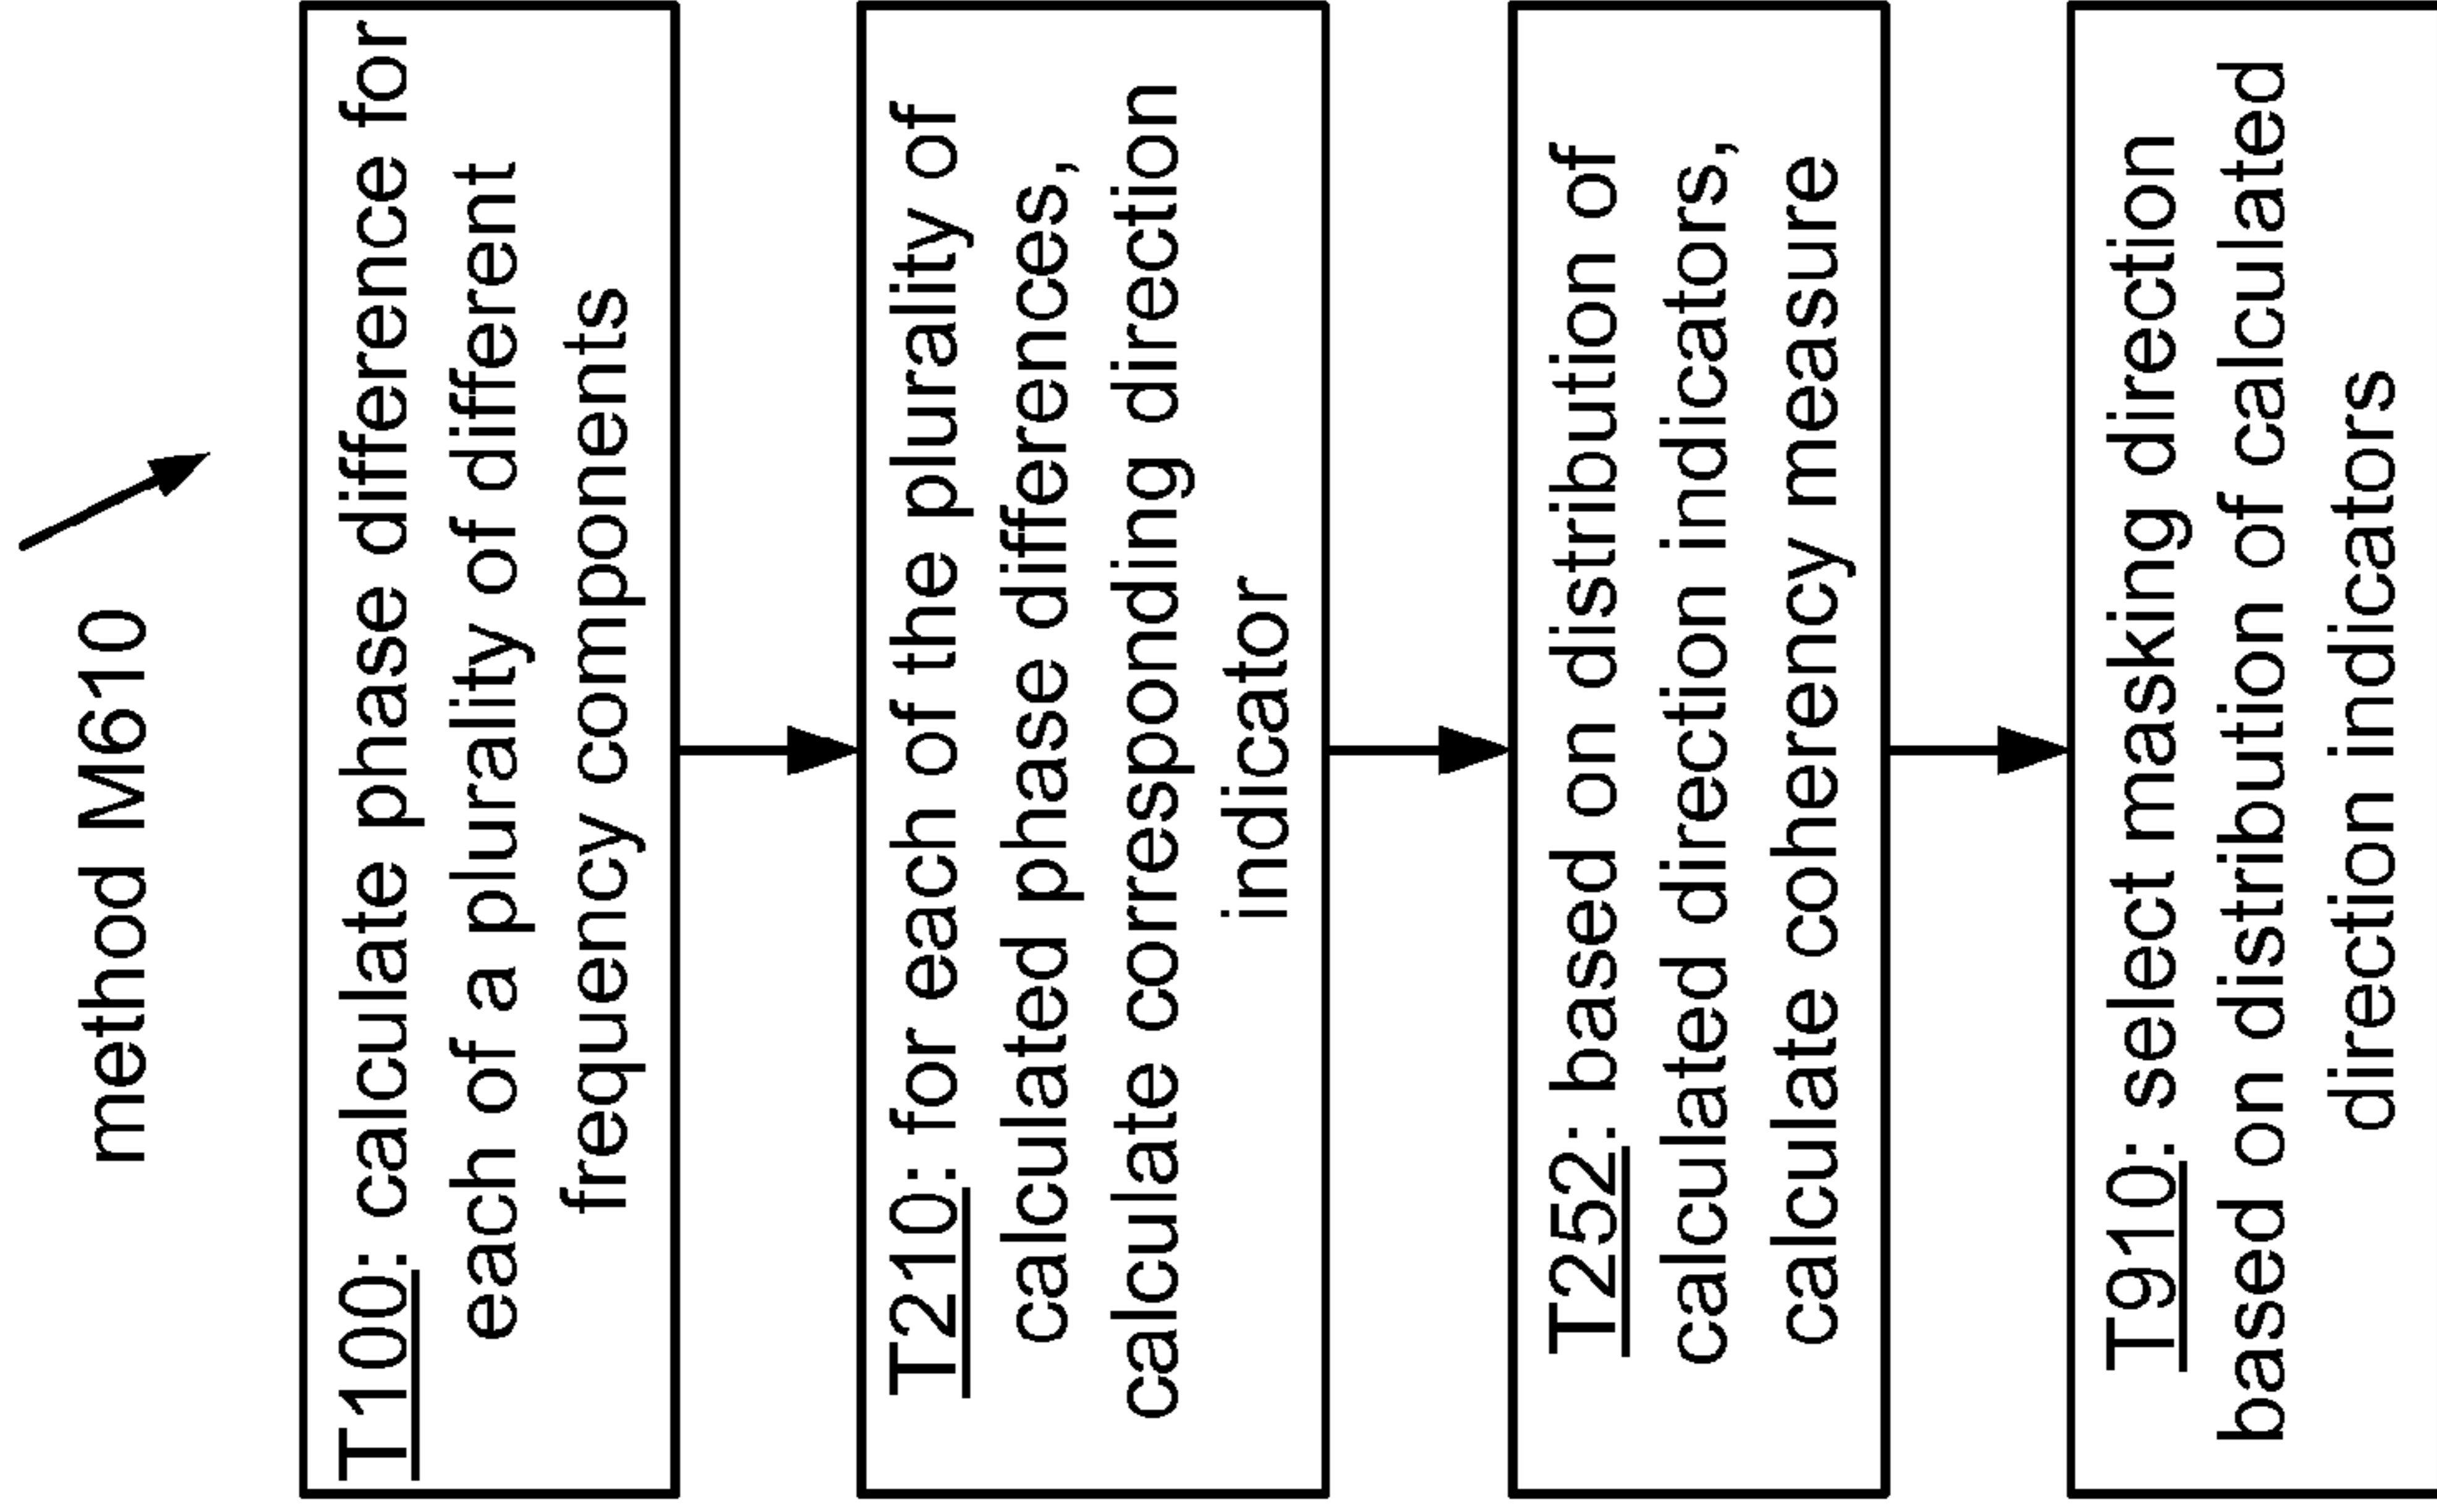 method M610
T100: calculate phase difference for
each of a plurality of different
frequency components
T210: for each of the plurality of
calculated phase differences,
calculate corresponding direction
indicator
T252: based on distribution of
calculated direction indicators,
calculate coherency measure
T910: select masking direction
based on distribution of calculated
direction indicators